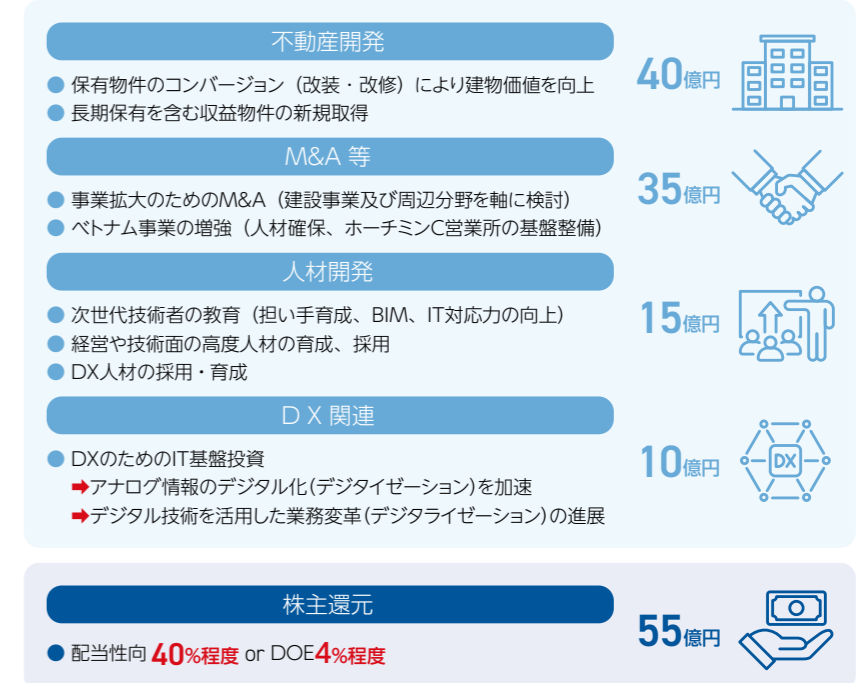 不動産開発
● 保有物件のコンバージョン（改装・改修）により建物価値を向上
● 長期保有を含む収益物件の新規取得
40億円
M&A 等
● 事業拡大のためのM&A（建設事業及び周辺分野を軸に検討）
● ベトナム事業の増強（人材確保、ホーチミンC営業所の基盤整備）
35億円
人材開発
● 次世代技術者の教育（担い手育成、BIM、IT対応力の向上）
● 経営や技術面の高度人材の育成、採用
● DX人材の採用・育成
15億円
DX 関連
● DXのためのIT基盤投資
➡アナログ情報のデジタル化（デジタイゼーション）を加速
➡デジタル技術を活用した業務変革（デジタライゼーション）の進展
10億円
DX
株主還元
● 配当性向 40%程度 or DOE4%程度
55億円